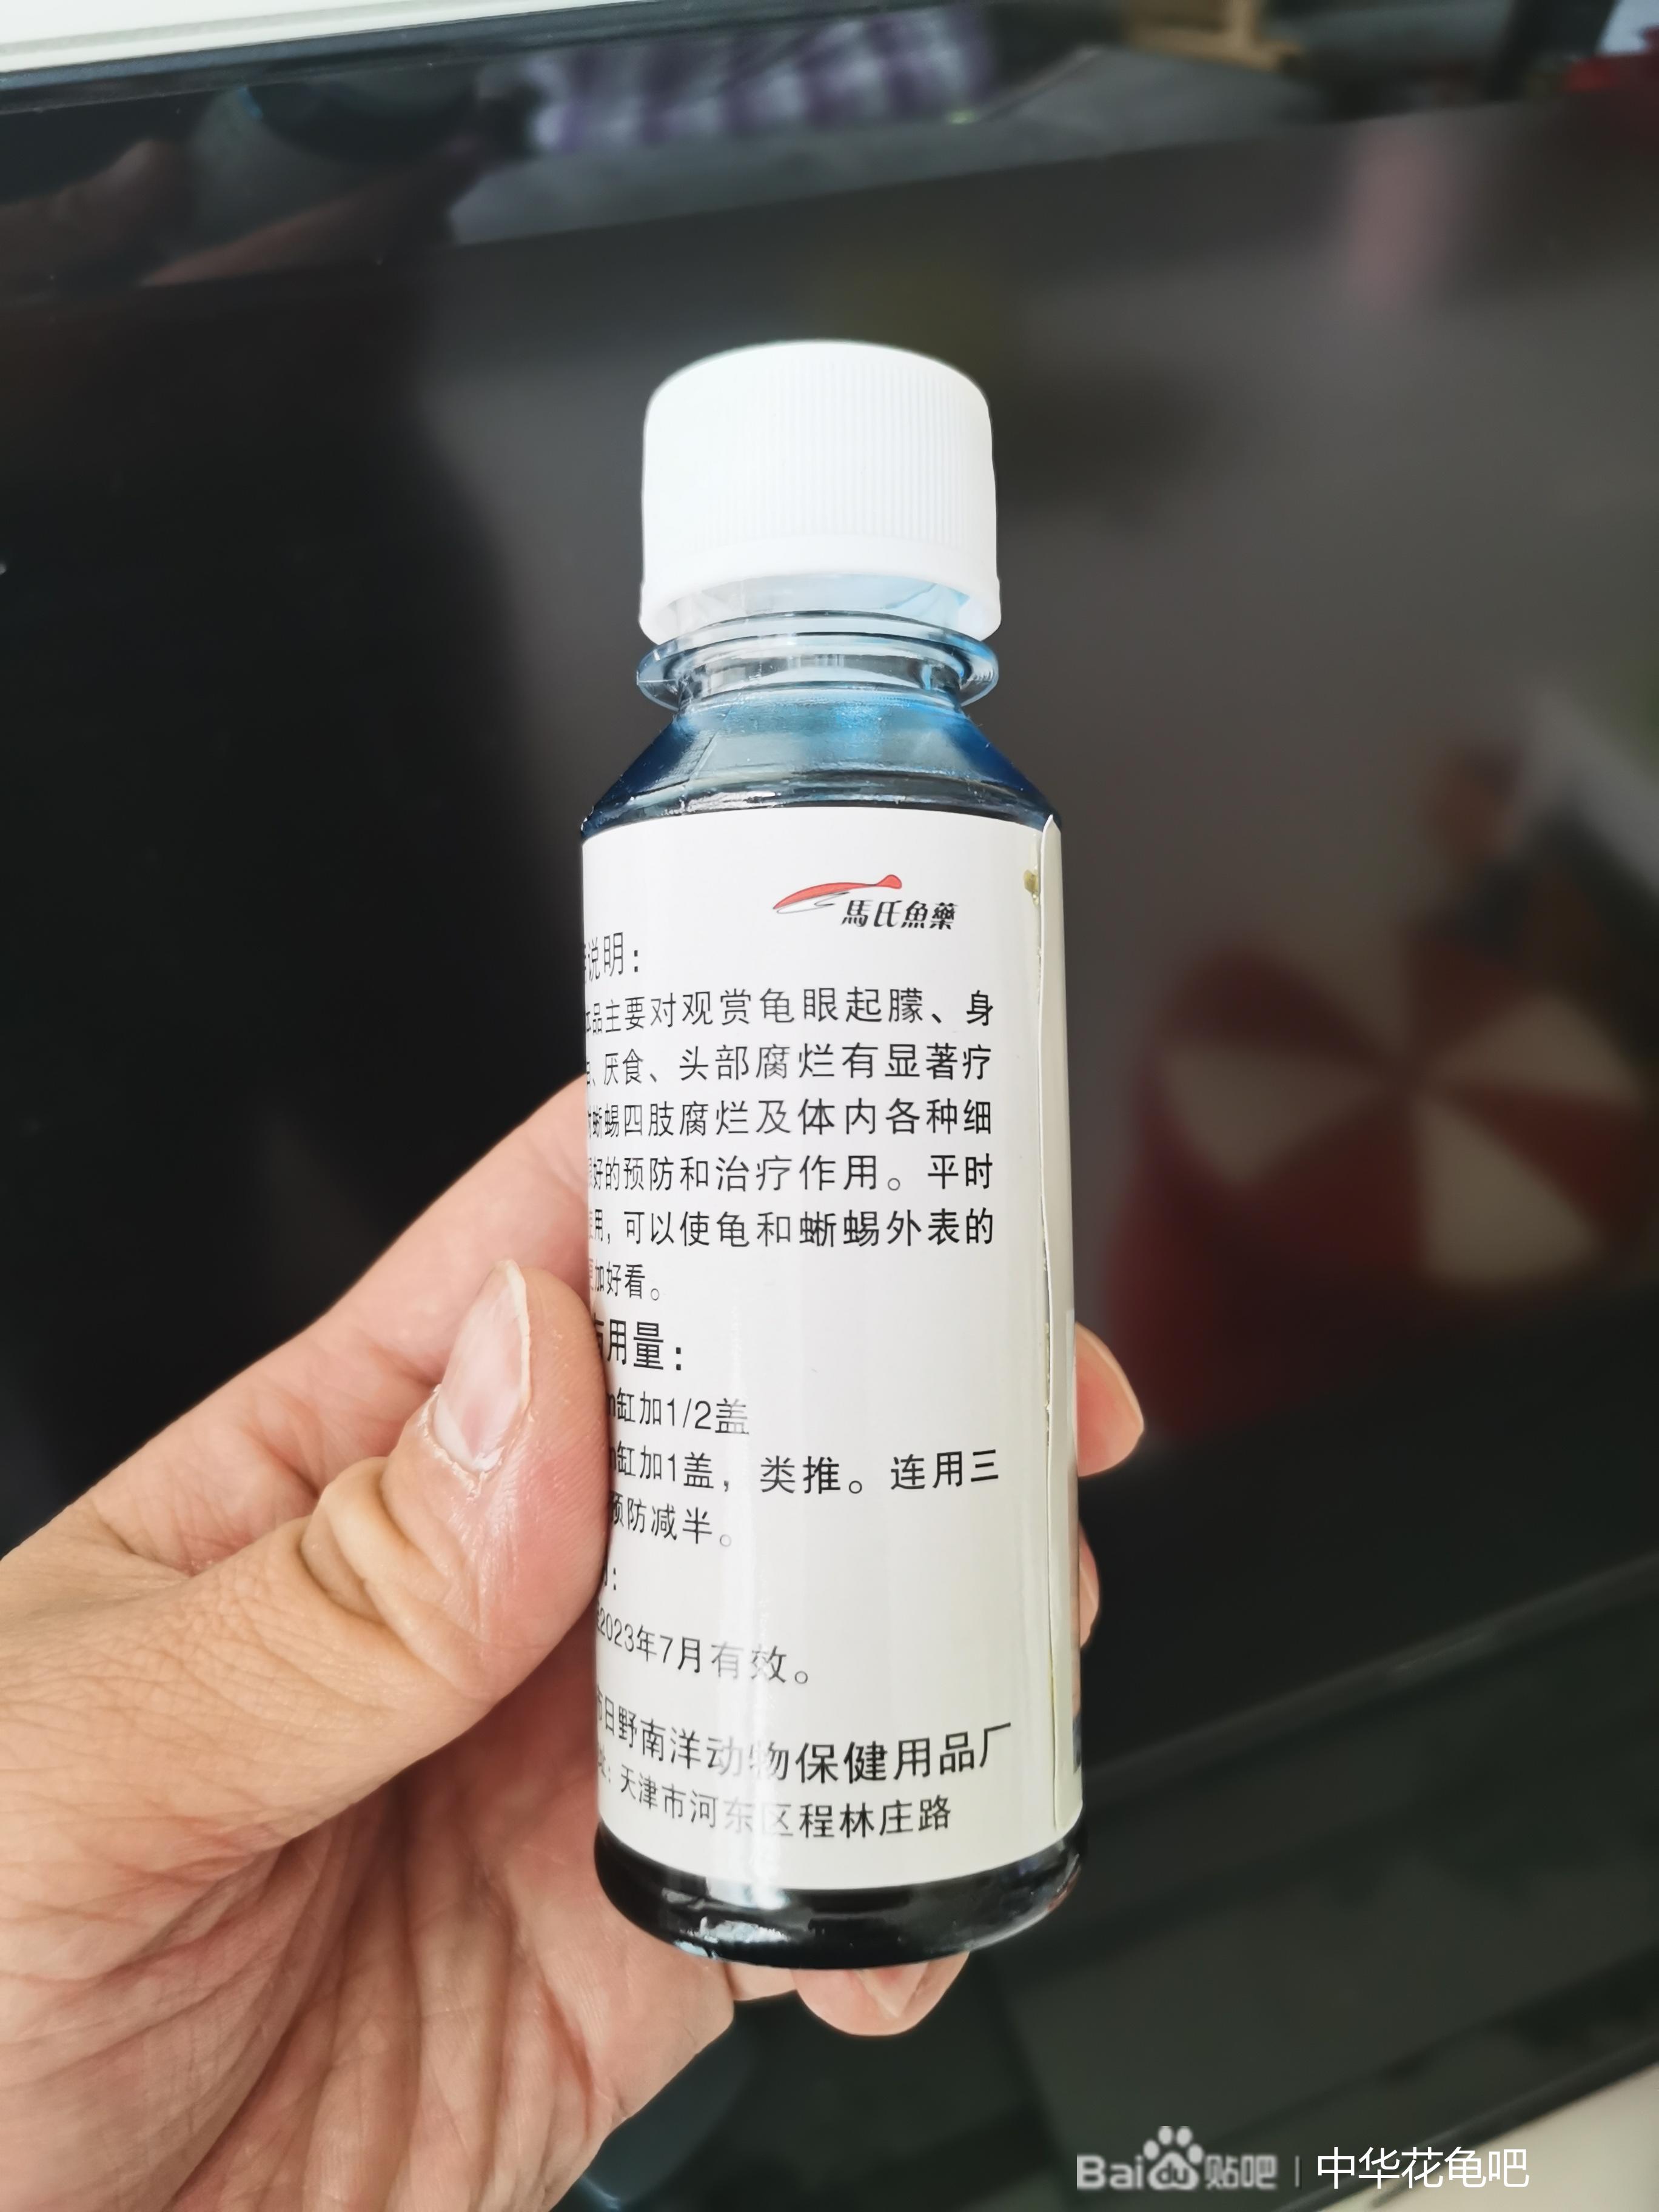 馬氏魚藥
说明：
品主要对观赏龟眼起朦、身
、厌食、头部腐烂有显著疗
蜥蜴四肢腐烂及体内各种细
好的预防和治疗作用。平时
用，可以使龟和蜥蜴外表的
加好看。
用量：
缸加1/2盖
缸加1盖，类推。连用三
预防减半。
：
2023年7月有效。
日野南洋动物保健用品厂
：天津市河东区程林庄路
Bai du 贴吧 | 中华花龟吧